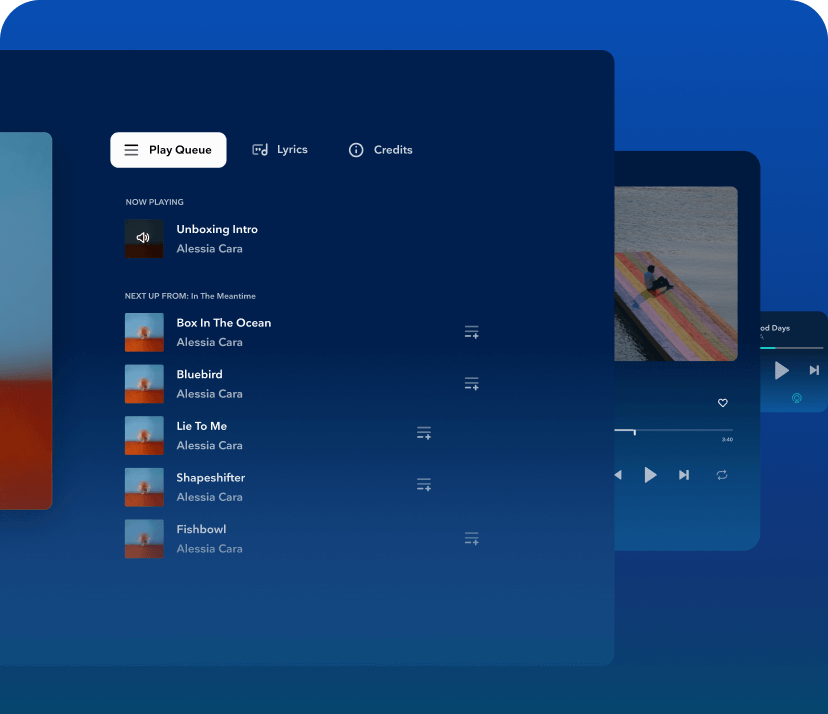 Play Queue
Lyrics
Credits
NOW PLAYING
Unboxing Intro
Alessia Cara
NEXT UP FROM: In The Meantime
Box In The Ocean
Alessia Cara
Bluebird
Alessia Cara
Lie To Me
Alessia Cara
Shapeshifter
Alessia Cara
Fishbowl
Alessia Cara
3:40
od Days